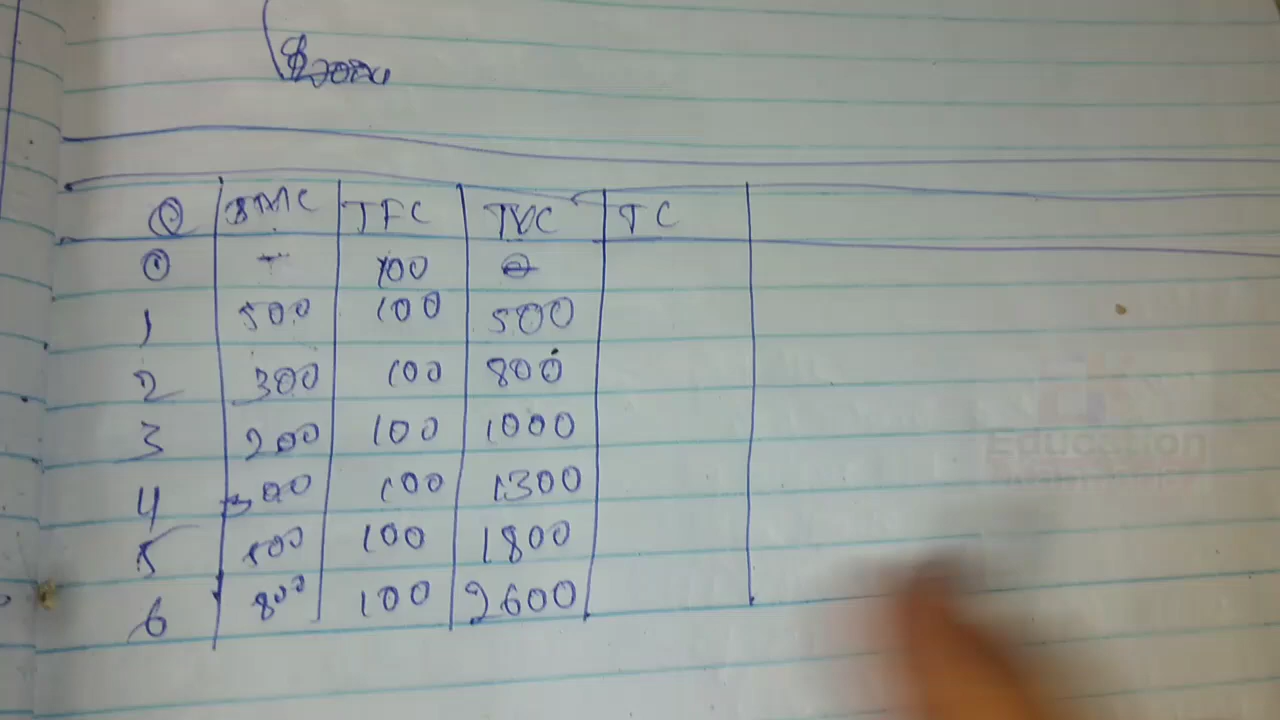 Q SMC TFC TVC TC
0 - 100 0
1 500 100 500
2 300 100 800
3 200 100 1000
4 300 100 1300
5 500 100 1800
6 800 100 2600
Education